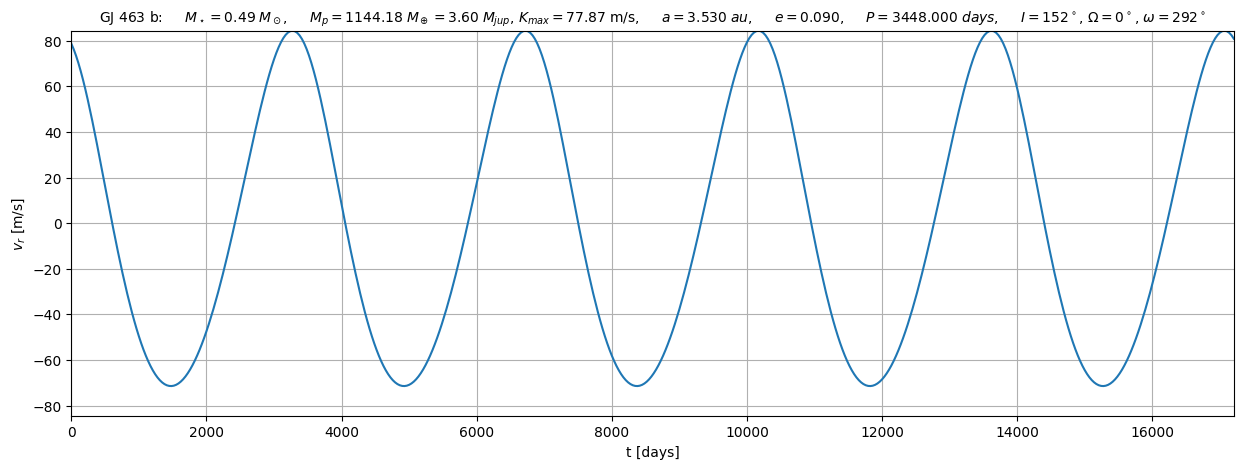 GJ 463 b: M⋆ = 0.49 M⊙, Mp = 1144.18 M⊕ = 3.60 Mjup, Kmax = 77.87 m/s, a = 3.530 au, e = 0.090, P = 3448.000 days, I = 152°, Ω = 0°, ω = 292°
80
60
40
20
0
−20
−40
−60
−80
vr [m/s]
0 2000 4000 6000 8000 10000 12000 14000 16000
t [days]